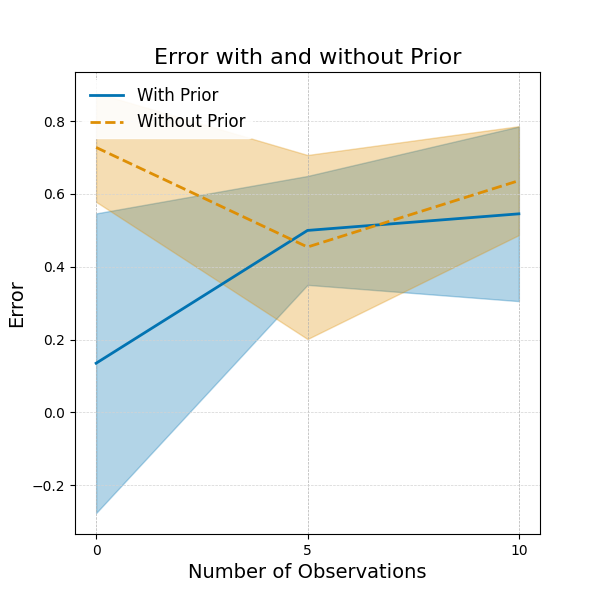 Error with and without Prior
With Prior
Without Prior
0.8
0.6
0.4
0.2
0.0
−0.2
Error
0
5
10
Number of Observations